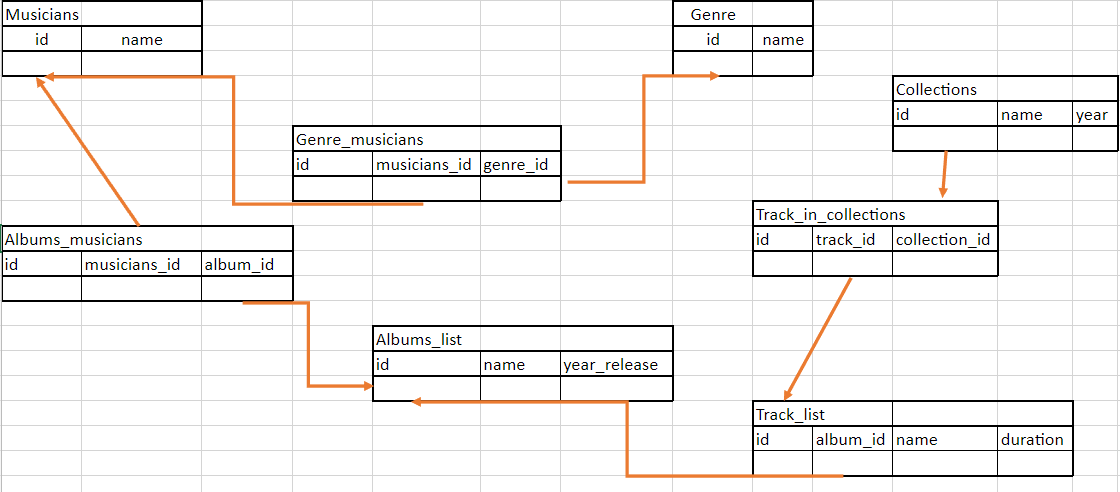 Musicians
id name
Genre
id name
Collections
id name year
Genre_musicians
id musicians_id genre_id
Track_in_collections
id track_id collection_id
Albums_musicians
id musicians_id album_id
Albums_list
id name year_release
Track_list
id album_id name duration